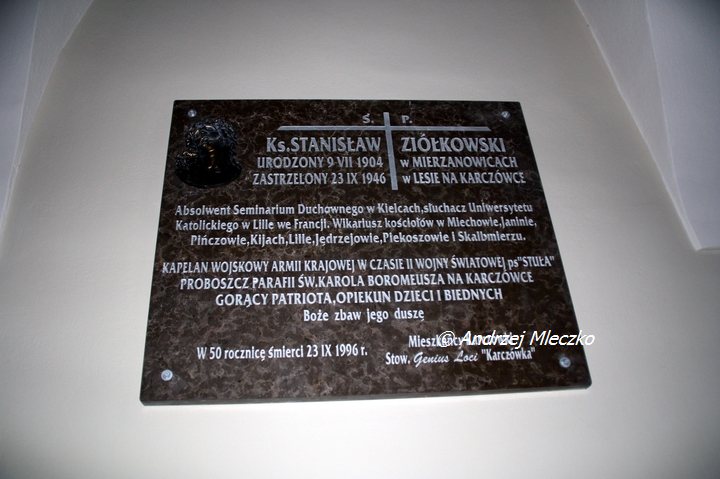 Ś. P.
Ks. STANISŁAW ZIÓŁKOWSKI
URODZONY 9 VII 1904 w MIERZANOWICACH
ZASTRZELONY 23 IX 1946 w LESIE NA KARCZÓWCE
Absolwent Seminarium Duchownego w Kielcach,słuchacz Uniwersytetu
Katolickiego w Lille we Francji. Wikariusz kościołów w Miechowie,Janinie,
Pińczowie,Kijach,Lille,Jędrzejowie,Piekoszowie i Skalbmierzu.
KAPELAN WOJSKOWY ARMII KRAJOWEJ W CZASIE II WOJNY ŚWIATOWEJ ps"STUŁA"
PROBOSZCZ PARAFII ŚW.KAROLA BOROMEUSZA NA KARCZÓWCE
GORĄCY PATRIOTA,OPIEKUN DZIECI I BIEDNYCH
Boże zbaw jego duszę
Mieszkańcy
© Andrzej Mleczko
W 50 rocznicę śmierci 23 IX 1996 r.
Stow. Genius Loci "Karczówka"